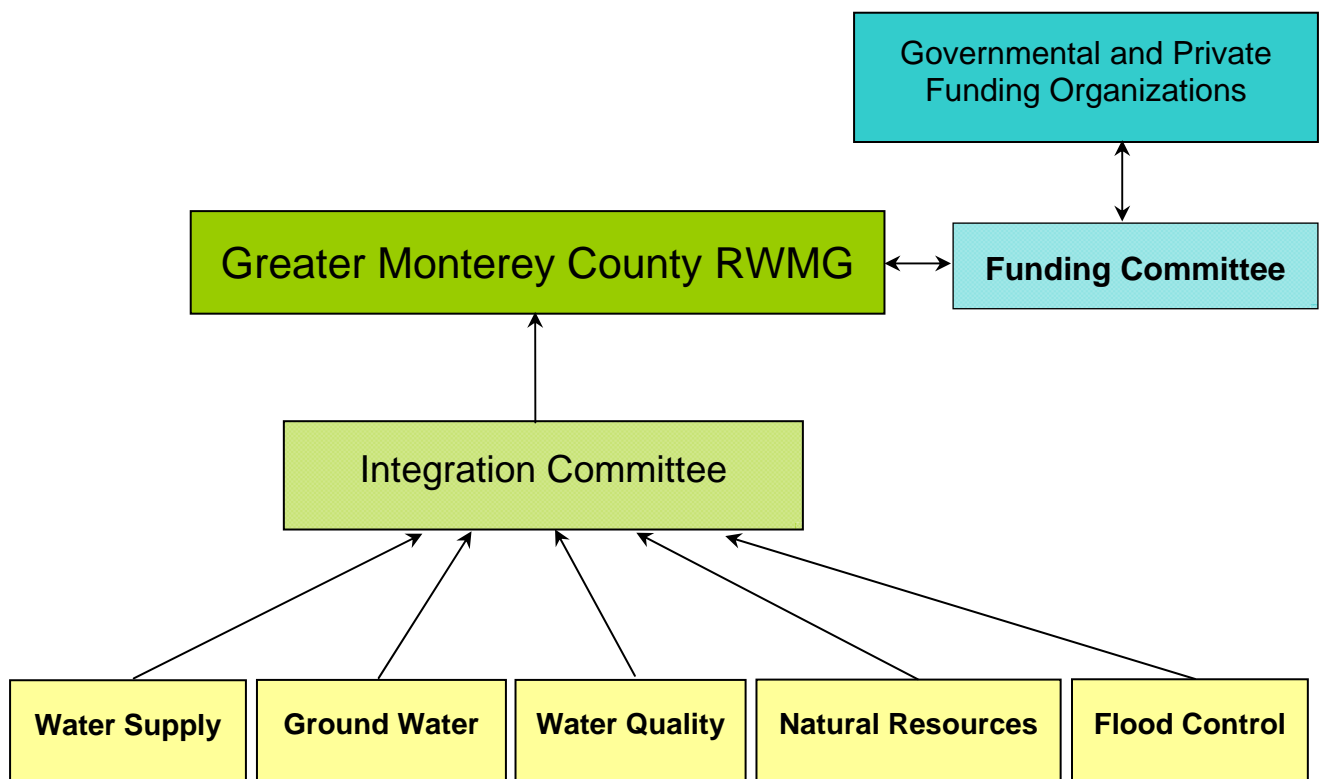 Governmental and Private
Funding Organizations
Greater Monterey County RWMG
Funding Committee
Integration Committee
Water Supply
Ground Water
Water Quality
Natural Resources
Flood Control